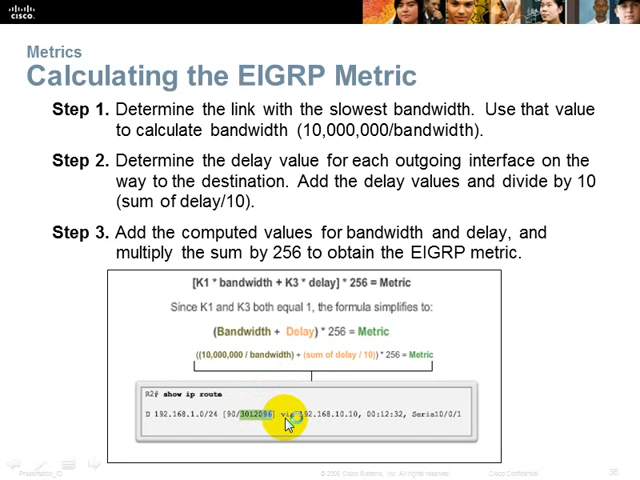 CISCO.
Metrics
Calculating the EIGRP Metric
Step 1. Determine the link with the slowest bandwidth. Use that value
to calculate bandwidth (10,000,000/bandwidth).
Step 2. Determine the delay value for each outgoing interface on the
way to the destination. Add the delay values and divide by 10
(sum of delay/10).
Step 3. Add the computed values for bandwidth and delay, and
multiply the sum by 256 to obtain the EIGRP metric.
[K1 * bandwidth + K3 * delay] * 256 = Metric
Since K1 and K3 both equal 1, the formula simplifies to:
(Bandwidth + Delay) * 256 = Metric
((10,000,000 / bandwidth) + (sum of delay / 10)) * 256 = Metric
R2# show ip route
D 192.168.1.0/24 [90/3012096] via 192.168.10.10, 00:12:32, Serial0/0/1
Presentation_ID
© 2008 Cisco Systems, Inc. All rights reserved.
Cisco Confidential
36